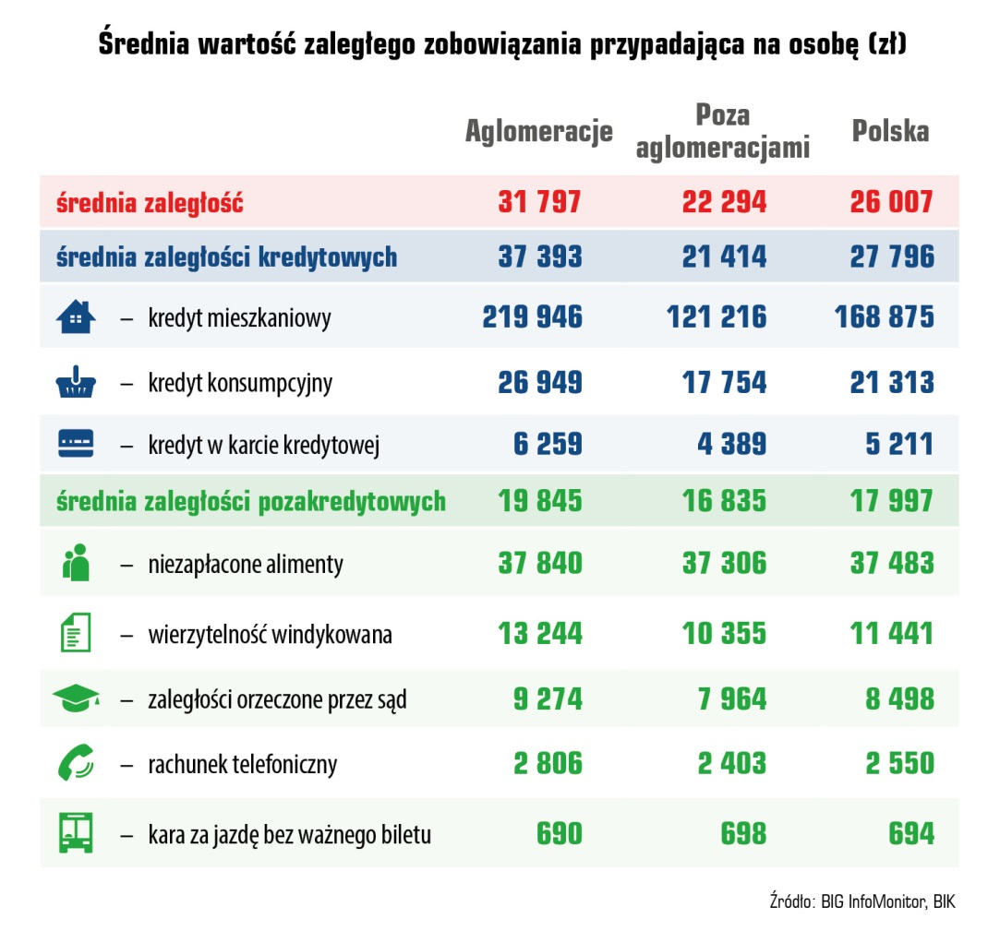 Średnia wartość zaległego zobowiązania przypadająca na osobę (zł)
Aglomeracje Poza aglomeracjami Polska
średnia zaległość 31 797 22 294 26 007
średnia zaległości kredytowych 37 393 21 414 27 796
– kredyt mieszkaniowy 219 946 121 216 168 875
– kredyt konsumpcyjny 26 949 17 754 21 313
– kredyt w karcie kredytowej 6 259 4 389 5 211
średnia zaległości pozakredytowych 19 845 16 835 17 997
– niezapłacone alimenty 37 840 37 306 37 483
– wierzytelność windykowana 13 244 10 355 11 441
– zaległości orzeczone przez sąd 9 274 7 964 8 498
– rachunek telefoniczny 2 806 2 403 2 550
– kara za jazdę bez ważnego biletu 690 698 694
Źródło: BIG InfoMonitor, BIK